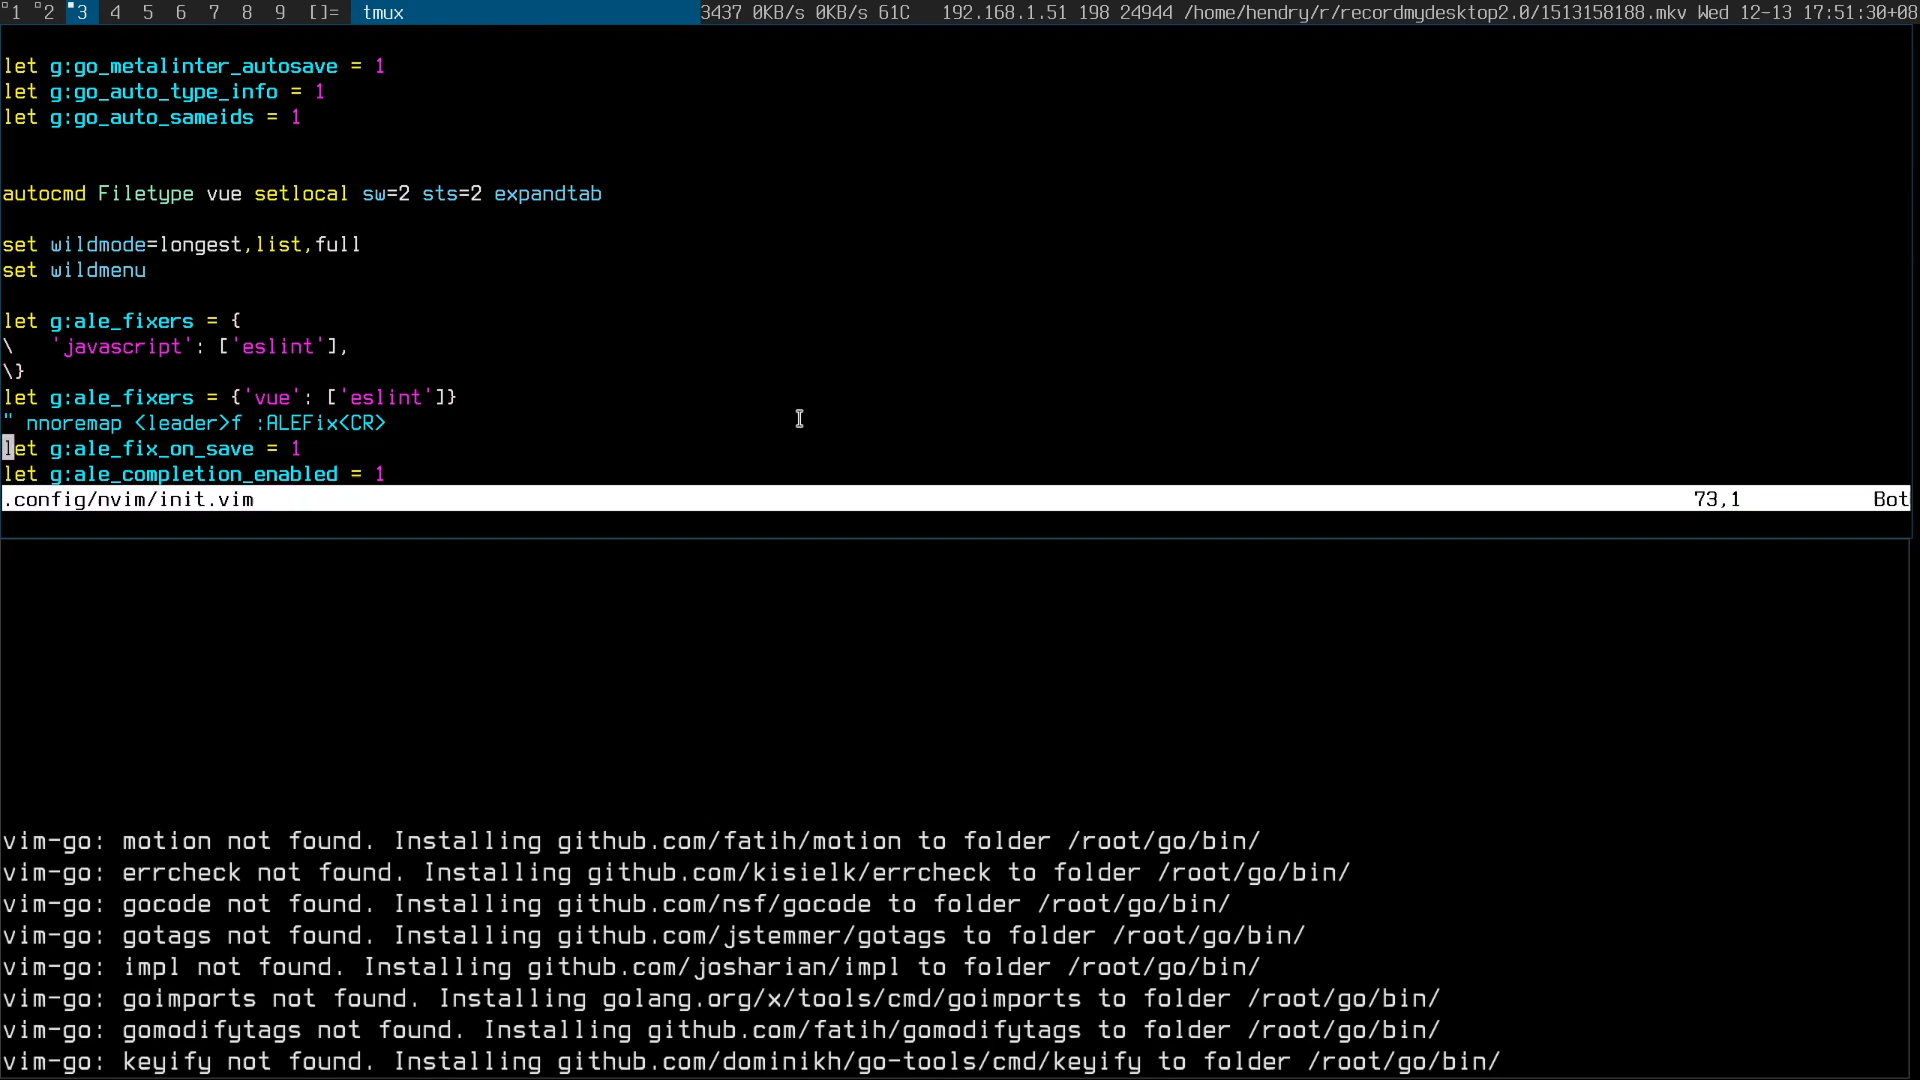 1 2 3 4 5 6 7 8 9 []= tmux 3437 0KB/s 0KB/s 61C 192.168.1.51 198 24944 /home/hendry/r/recordmydesktop2.0/1513158188.mkv Wed 12-13 17:51:30+08
let g:go_metalinter_autosave = 1
let g:go_auto_type_info = 1
let g:go_auto_sameids = 1
autocmd Filetype vue setlocal sw=2 sts=2 expandtab
set wildmode=longest,list,full
set wildmenu
let g:ale_fixers = {
\   'javascript': ['eslint'],
\}
let g:ale_fixers = {'vue': ['eslint']}
" nnoremap <leader>f :ALEFix<CR>
let g:ale_fix_on_save = 1
let g:ale_completion_enabled = 1
.config/nvim/init.vim 73,1 Bot
vim-go: motion not found. Installing github.com/fatih/motion to folder /root/go/bin/
vim-go: errcheck not found. Installing github.com/kisielk/errcheck to folder /root/go/bin/
vim-go: gocode not found. Installing github.com/nsf/gocode to folder /root/go/bin/
vim-go: gotags not found. Installing github.com/jstemmer/gotags to folder /root/go/bin/
vim-go: impl not found. Installing github.com/josharian/impl to folder /root/go/bin/
vim-go: goimports not found. Installing golang.org/x/tools/cmd/goimports to folder /root/go/bin/
vim-go: gomodifytags not found. Installing github.com/fatih/gomodifytags to folder /root/go/bin/
vim-go: keyify not found. Installing github.com/dominikh/go-tools/cmd/keyify to folder /root/go/bin/